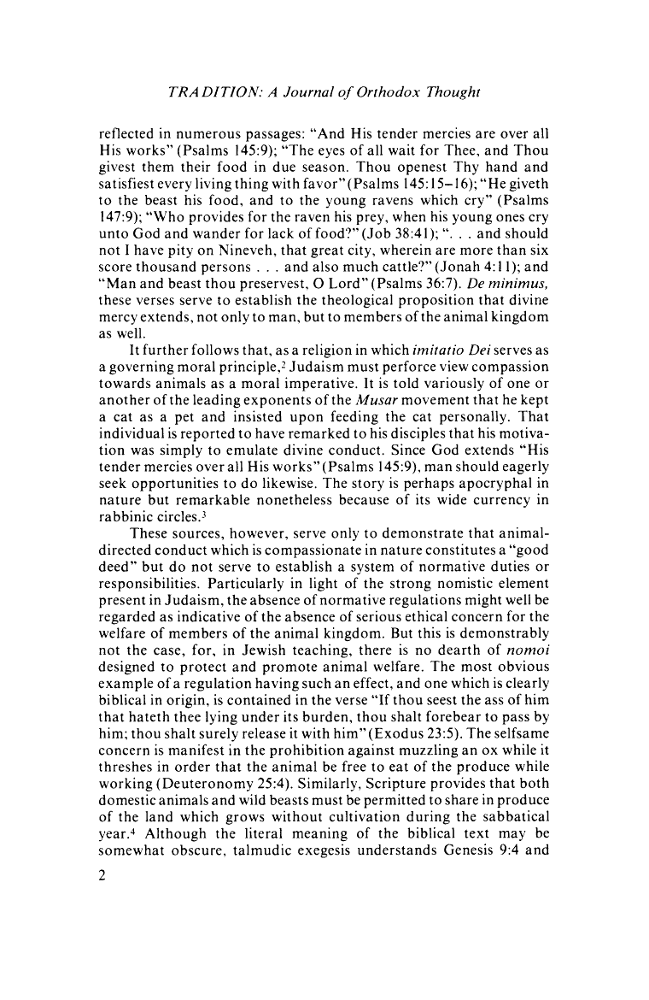 TRADITION: A Journal of Orthodox Thought
reflected in numerous passages: “And His tender mercies are over all
His works” (Psalms 145:9); “The eyes of all wait for Thee, and Thou
givest them their food in due season. Thou openest Thy hand and
satisfiest every living thing with favor” (Psalms 145:15–16); “He giveth
to the beast his food, and to the young ravens which cry” (Psalms
147:9); “Who provides for the raven his prey, when his young ones cry
unto God and wander for lack of food?” (Job 38:41); “. . . and should
not I have pity on Nineveh, that great city, wherein are more than six
score thousand persons . . . and also much cattle?” (Jonah 4:11); and
“Man and beast thou preservest, O Lord” (Psalms 36:7). De minimus,
these verses serve to establish the theological proposition that divine
mercy extends, not only to man, but to members of the animal kingdom
as well.
It further follows that, as a religion in which imitatio Dei serves as
a governing moral principle,² Judaism must perforce view compassion
towards animals as a moral imperative. It is told variously of one or
another of the leading exponents of the Musar movement that he kept
a cat as a pet and insisted upon feeding the cat personally. That
individual is reported to have remarked to his disciples that his motiva-
tion was simply to emulate divine conduct. Since God extends “His
tender mercies over all His works” (Psalms 145:9), man should eagerly
seek opportunities to do likewise. The story is perhaps apocryphal in
nature but remarkable nonetheless because of its wide currency in
rabbinic circles.³
These sources, however, serve only to demonstrate that animal-
directed conduct which is compassionate in nature constitutes a “good
deed” but do not serve to establish a system of normative duties or
responsibilities. Particularly in light of the strong nomistic element
present in Judaism, the absence of normative regulations might well be
regarded as indicative of the absence of serious ethical concern for the
welfare of members of the animal kingdom. But this is demonstrably
not the case, for, in Jewish teaching, there is no dearth of nomoi
designed to protect and promote animal welfare. The most obvious
example of a regulation having such an effect, and one which is clearly
biblical in origin, is contained in the verse “If thou seest the ass of him
that hateth thee lying under its burden, thou shalt forebear to pass by
him; thou shalt surely release it with him” (Exodus 23:5). The selfsame
concern is manifest in the prohibition against muzzling an ox while it
threshes in order that the animal be free to eat of the produce while
working (Deuteronomy 25:4). Similarly, Scripture provides that both
domestic animals and wild beasts must be permitted to share in produce
of the land which grows without cultivation during the sabbatical
year.⁴ Although the literal meaning of the biblical text may be
somewhat obscure, talmudic exegesis understands Genesis 9:4 and
2